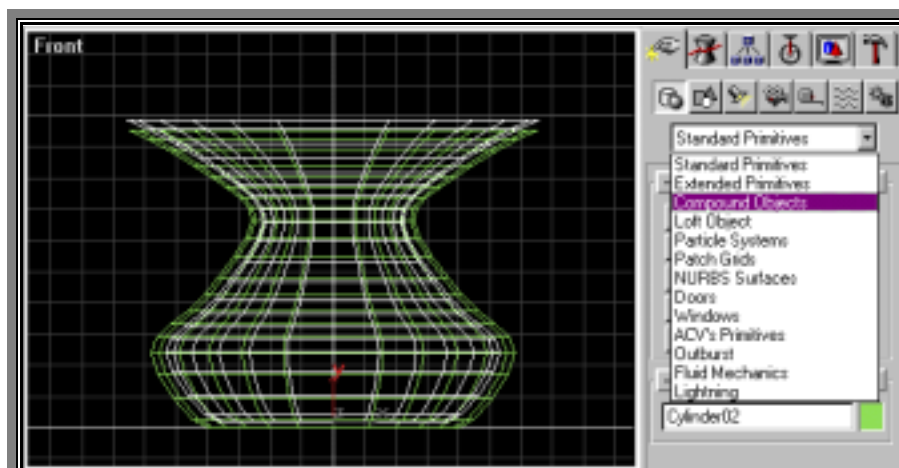 Front
Standard Primitives
Standard Primitives
Extended Primitives
Compound Objects
Loft Object
Particle Systems
Patch Grids
NURBS Surfaces
Doors
Windows
ACV's Primitives
Outburst
Fluid Mechanics
Lightning
Cylinder02